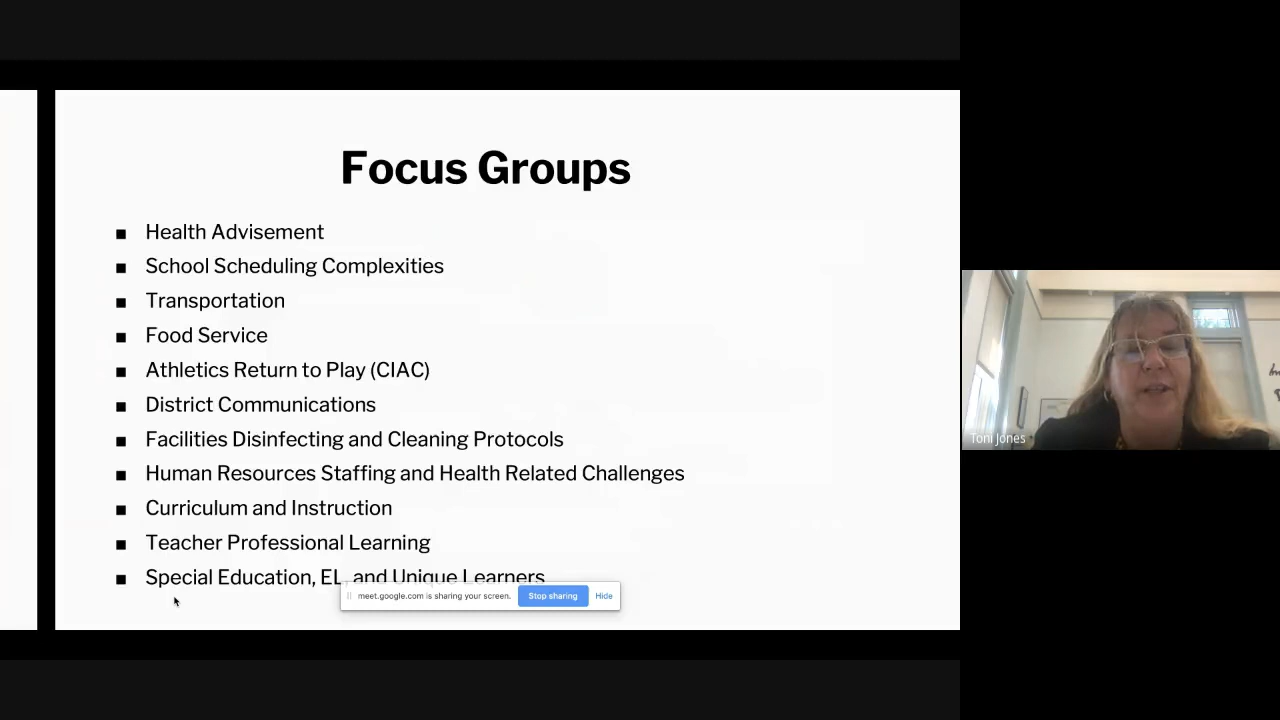 Focus Groups
■ Health Advisement
■ School Scheduling Complexities
■ Transportation
■ Food Service
■ Athletics Return to Play (CIAC)
■ District Communications
■ Facilities Disinfecting and Cleaning Protocols
■ Human Resources Staffing and Health Related Challenges
■ Curriculum and Instruction
■ Teacher Professional Learning
■ Special Education, EL, and Unique Learners
meet.google.com is sharing your screen. Stop sharing Hide
Toni Jones